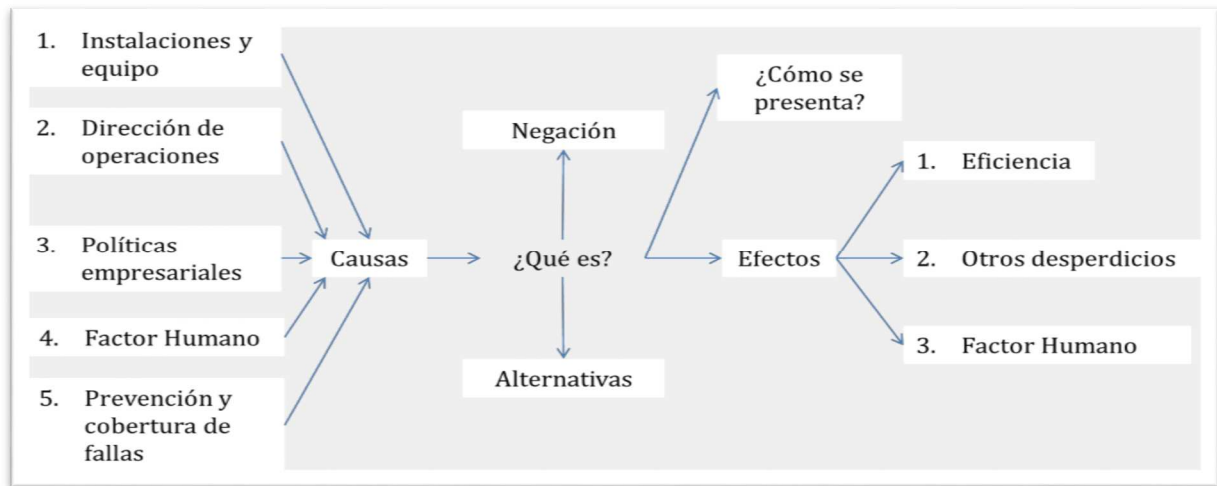 1. Instalaciones y
equipo
2. Dirección de
operaciones
3. Políticas
empresariales
4. Factor Humano
5. Prevención y
cobertura de
fallas
Causas
Negación
¿Qué es?
Alternativas
¿Cómo se
presenta?
Efectos
1. Eficiencia
2. Otros desperdicios
3. Factor Humano